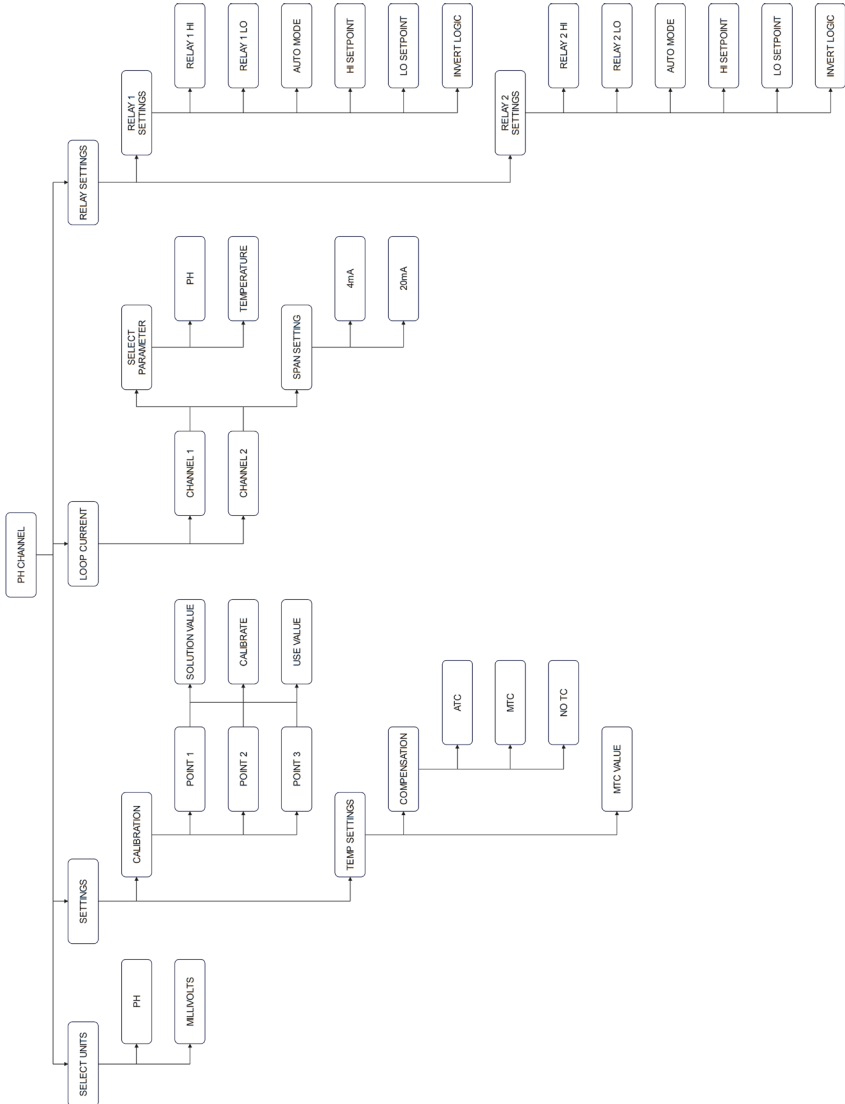 PH CHANNEL
SELECT UNITS
PH
MILLIVOLTS
SETTINGS
CALIBRATION
POINT 1
POINT 2
POINT 3
SOLUTION VALUE
CALIBRATE
USE VALUE
TEMP SETTINGS
COMPENSATION
ATC
MTC
NO TC
MTC VALUE
LOOP CURRENT
CHANNEL 1
CHANNEL 2
SELECT
PARAMETER
PH
TEMPERATURE
SPAN SETTING
4mA
20mA
RELAY SETTINGS
RELAY 1
SETTINGS
RELAY 1 HI
RELAY 1 LO
AUTO MODE
HI SETPOINT
LO SETPOINT
INVERT LOGIC
RELAY 2
SETTINGS
RELAY 2 HI
RELAY 2 LO
AUTO MODE
HI SETPOINT
LO SETPOINT
INVERT LOGIC